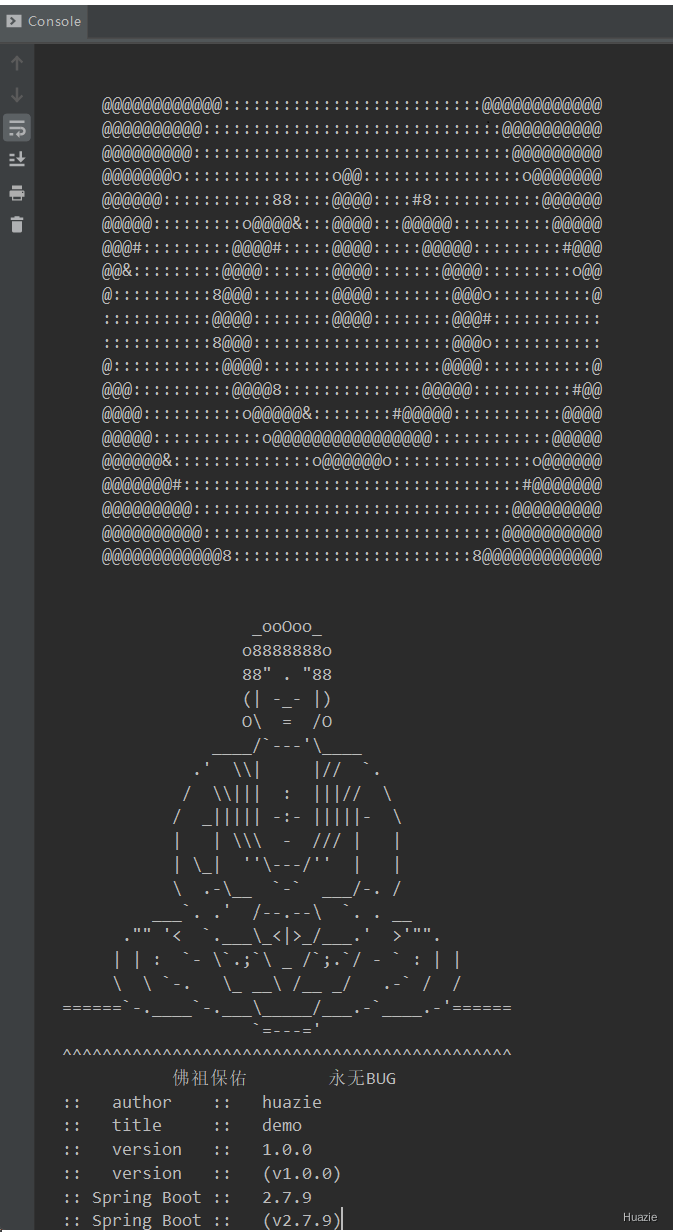 Console
@@@@@@@@@@@@::::::::::::::::::::::::::@@@@@@@@@@@@
@@@@@@@@@@::::::::::::::::::::::::::::::@@@@@@@@@@
@@@@@@@@@::::::::::::::::::::::::::::::::@@@@@@@@@
@@@@@@@o:::::::::::::::o@@::::::::::::::::o@@@@@@@
@@@@@@:::::::::::88::::@@@@::::#8:::::::::::@@@@@@
@@@@@:::::::::o@@@@&:::@@@@:::@@@@@::::::::::@@@@@
@@@#:::::::::@@@@#:::::@@@@:::::@@@@@:::::::::#@@@
@@&:::::::::@@@@:::::::@@@@:::::::@@@@:::::::::o@@
@::::::::::8@@@::::::::@@@@::::::::@@@o::::::::::@
:::::::::::@@@@::::::::@@@@::::::::@@@#:::::::::::
:::::::::::8@@@::::::::::::::::::::@@@o:::::::::::
@:::::::::::@@@@::::::::::::::::::@@@@:::::::::::@
@@@::::::::::@@@@8::::::::::::::@@@@@::::::::::#@@
@@@@::::::::::o@@@@@&::::::::#@@@@@:::::::::::@@@@
@@@@@:::::::::::o@@@@@@@@@@@@@@@@::::::::::::@@@@@
@@@@@@&::::::::::::::o@@@@@@o::::::::::::::o@@@@@@
@@@@@@@#::::::::::::::::::::::::::::::::::#@@@@@@@
@@@@@@@@@::::::::::::::::::::::::::::::::@@@@@@@@@
@@@@@@@@@@::::::::::::::::::::::::::::::@@@@@@@@@@
@@@@@@@@@@@@8::::::::::::::::::::::::8@@@@@@@@@@@@
                   _ooOoo_
                  o8888888o
                  88" . "88
                  (| -_- |)
                  O\  =  /O
               ____/`---'\____
             .'  \\|     |//  `.
            /  \\|||  :  |||//  \
           /  _||||| -:- |||||-  \
           |   | \\\  -  /// |   |
           | \_|  ''\---/''  |   |
           \  .-\__  `-`  ___/-. /
         ___`. .'  /--.--\  `. . __
      ."" '<  `.___\_<|>_/___.'  >'"".
     | | :  `- \`.;`\ _ /`;.`/ - ` : | |
     \  \ `-.   \_ __\ /__ _/   .-` /  /
======`-.____`-.___\_____/___.-`____.-'======
                   `=---='
^^^^^^^^^^^^^^^^^^^^^^^^^^^^^^^^^^^^^^^^^^^^^
           佛祖保佑        永无BUG
::   author    ::   huazie
::   title     ::   demo
::   version   ::   1.0.0
::   version   ::   (v1.0.0)
:: Spring Boot ::   2.7.9
:: Spring Boot ::   (v2.7.9)
Huazie